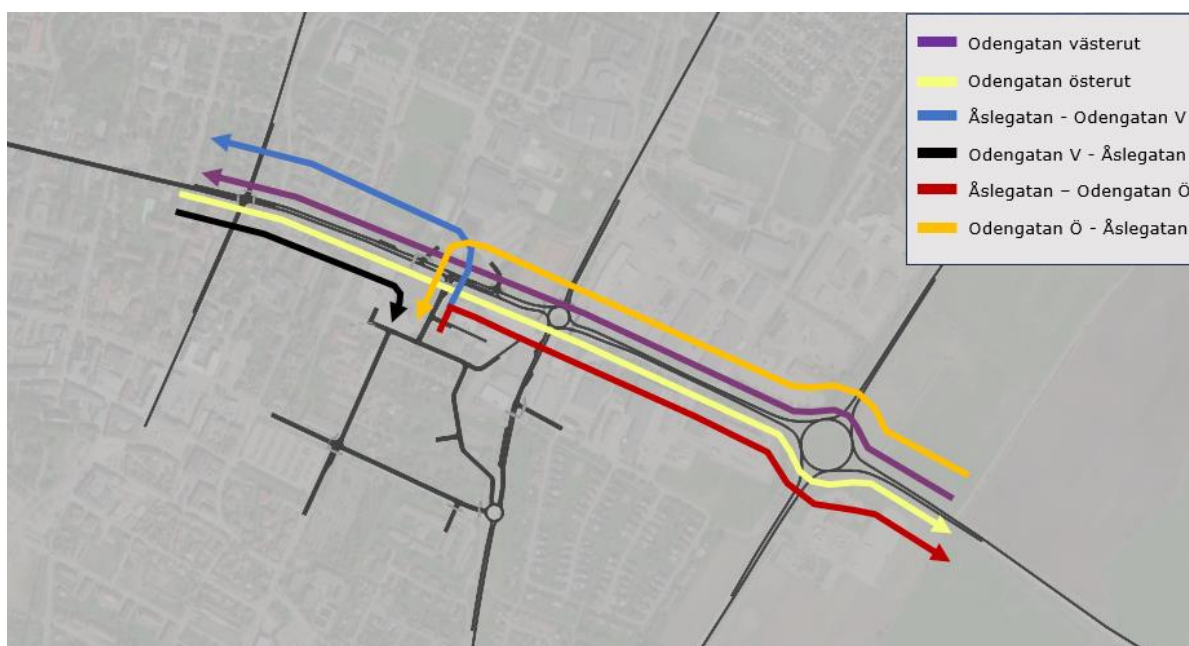 Odengatan västerut
Odengatan österut
Åslegatan - Odengatan V
Odengatan V - Åslegatan
Åslegatan – Odengatan Ö
Odengatan Ö - Åslegatan